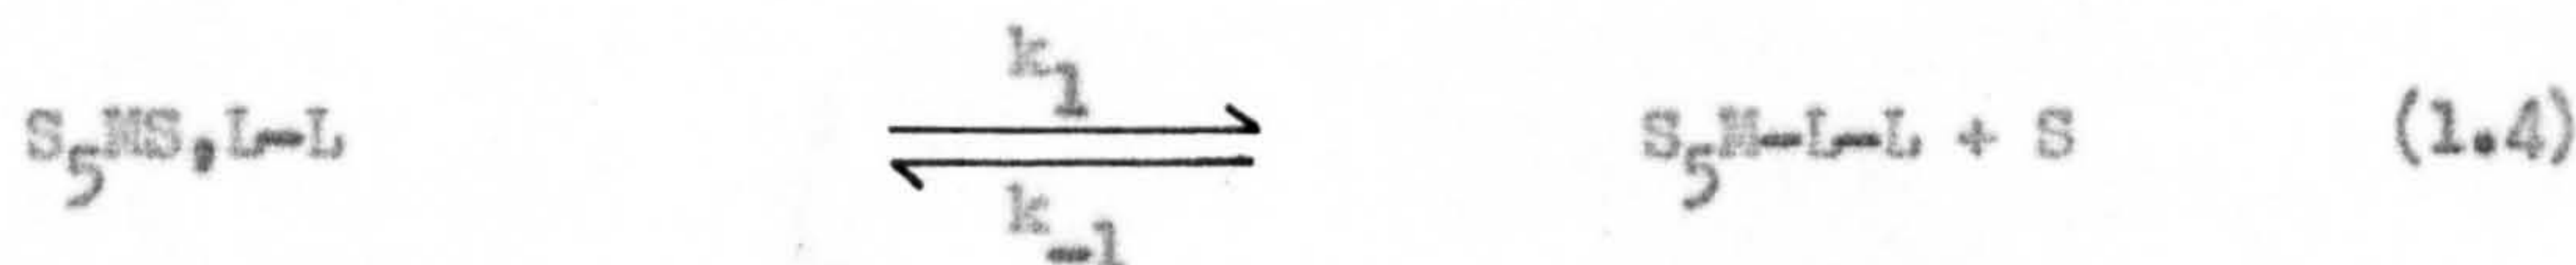 k₁
S₅MS,L-L ⇌ S₅M-L-L + S (1.4)
k₋₁